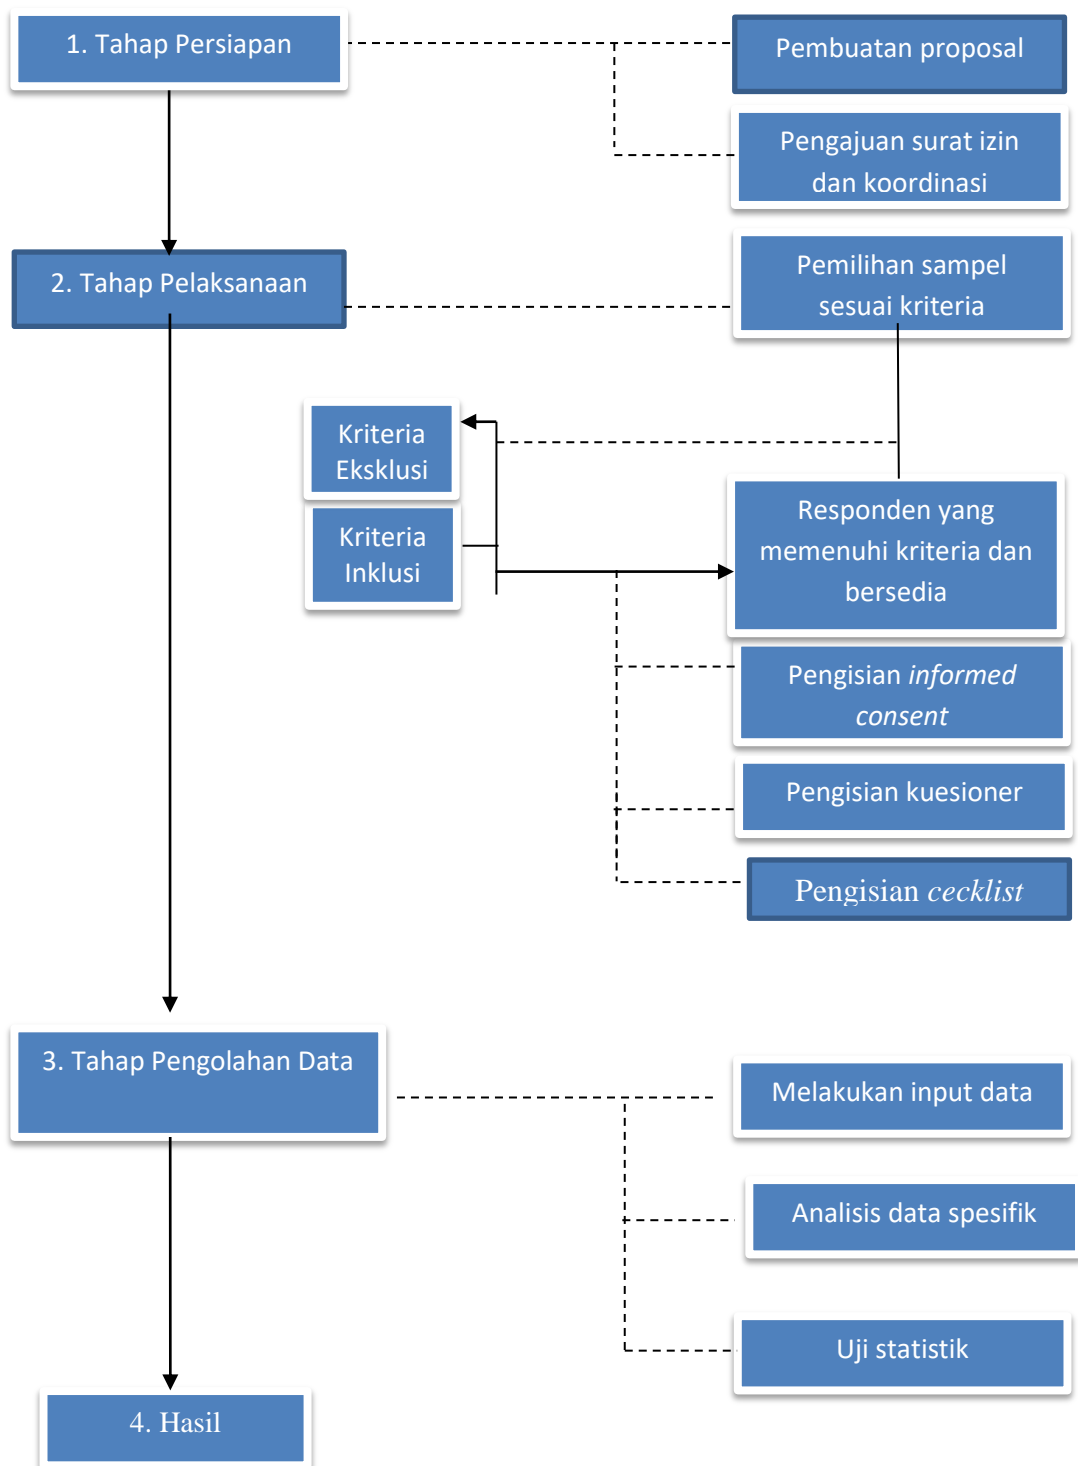 1. Tahap Persiapan
Pembuatan proposal
Pengajuan surat izin
dan koordinasi
2. Tahap Pelaksanaan
Pemilihan sampel
sesuai kriteria
Kriteria
Eksklusi
Kriteria
Inklusi
Responden yang
memenuhi kriteria dan
bersedia
Pengisian informed
consent
Pengisian kuesioner
Pengisian cecklist
3. Tahap Pengolahan Data
Melakukan input data
Analisis data spesifik
Uji statistik
4. Hasil